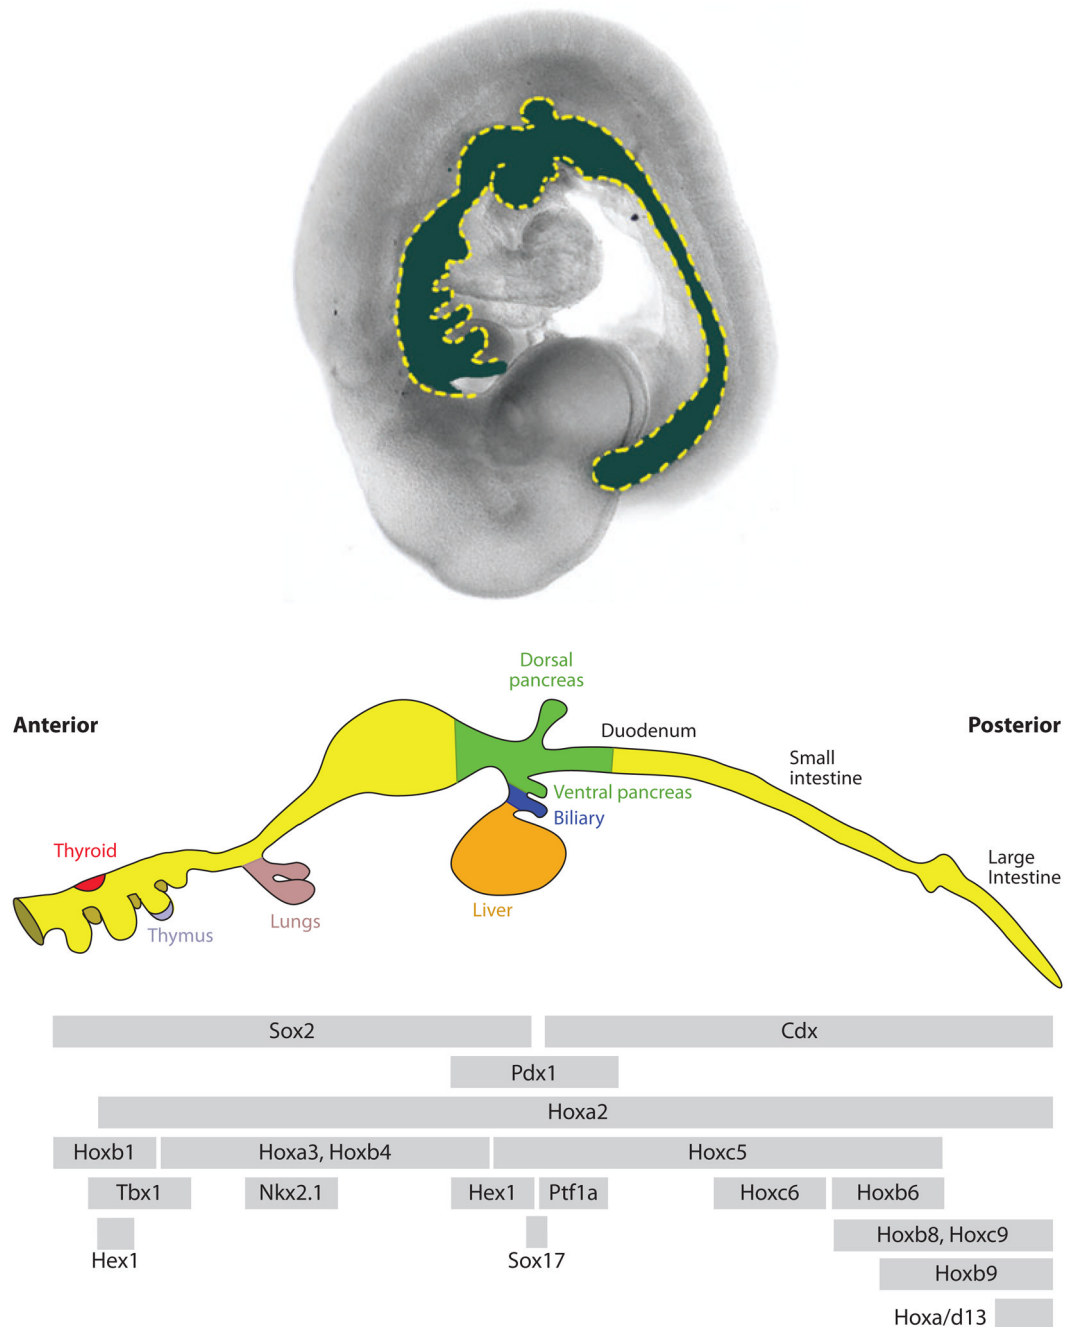 Dorsal
pancreas
Anterior
Posterior
Duodenum
Small
intestine
Ventral pancreas
Biliary
Thyroid
Large
Intestine
Liver
Lungs
Thymus
Sox2
Cdx
Pdx1
Hoxa2
Hoxb1
Hoxa3, Hoxb4
Hoxc5
Tbx1
Nkx2.1
Hex1
Ptf1a
Hoxc6
Hoxb6
Hex1
Sox17
Hoxb8, Hoxc9
Hoxb9
Hoxa/d13